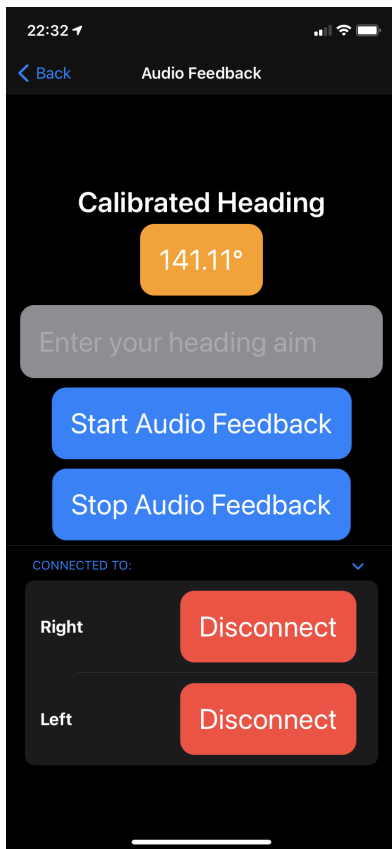 22:32
Back Audio Feedback
Calibrated Heading
141.11°
Enter your heading aim
Start Audio Feedback
Stop Audio Feedback
CONNECTED TO:
Right Disconnect
Left Disconnect